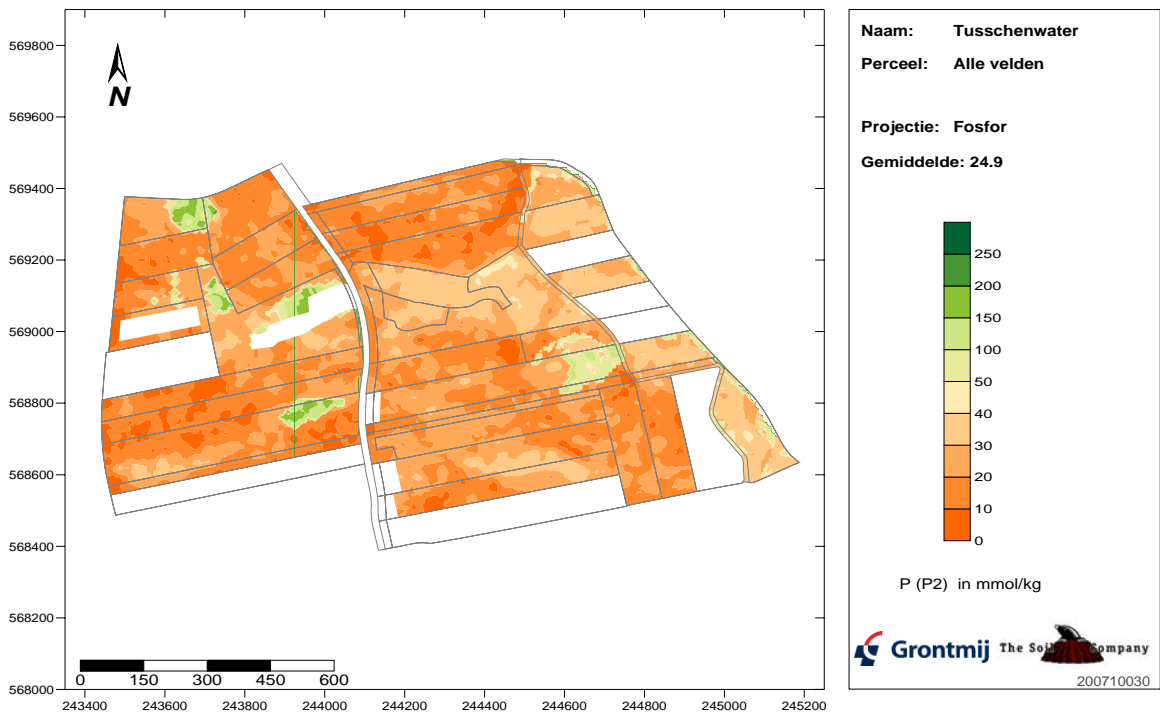 569800
569600
569400
569200
569000
568800
568600
568400
568200
568000
N
0 150 300 450 600
243400 243600 243800 244000 244200 244400 244600 244800 245000 245200
Naam: Tusschenwater
Perceel: Alle velden
Projectie: Fosfor
Gemiddelde: 24.9
250
200
150
100
50
40
30
20
10
0
P (P2) in mmol/kg
Grontmij The Soil Company
200710030